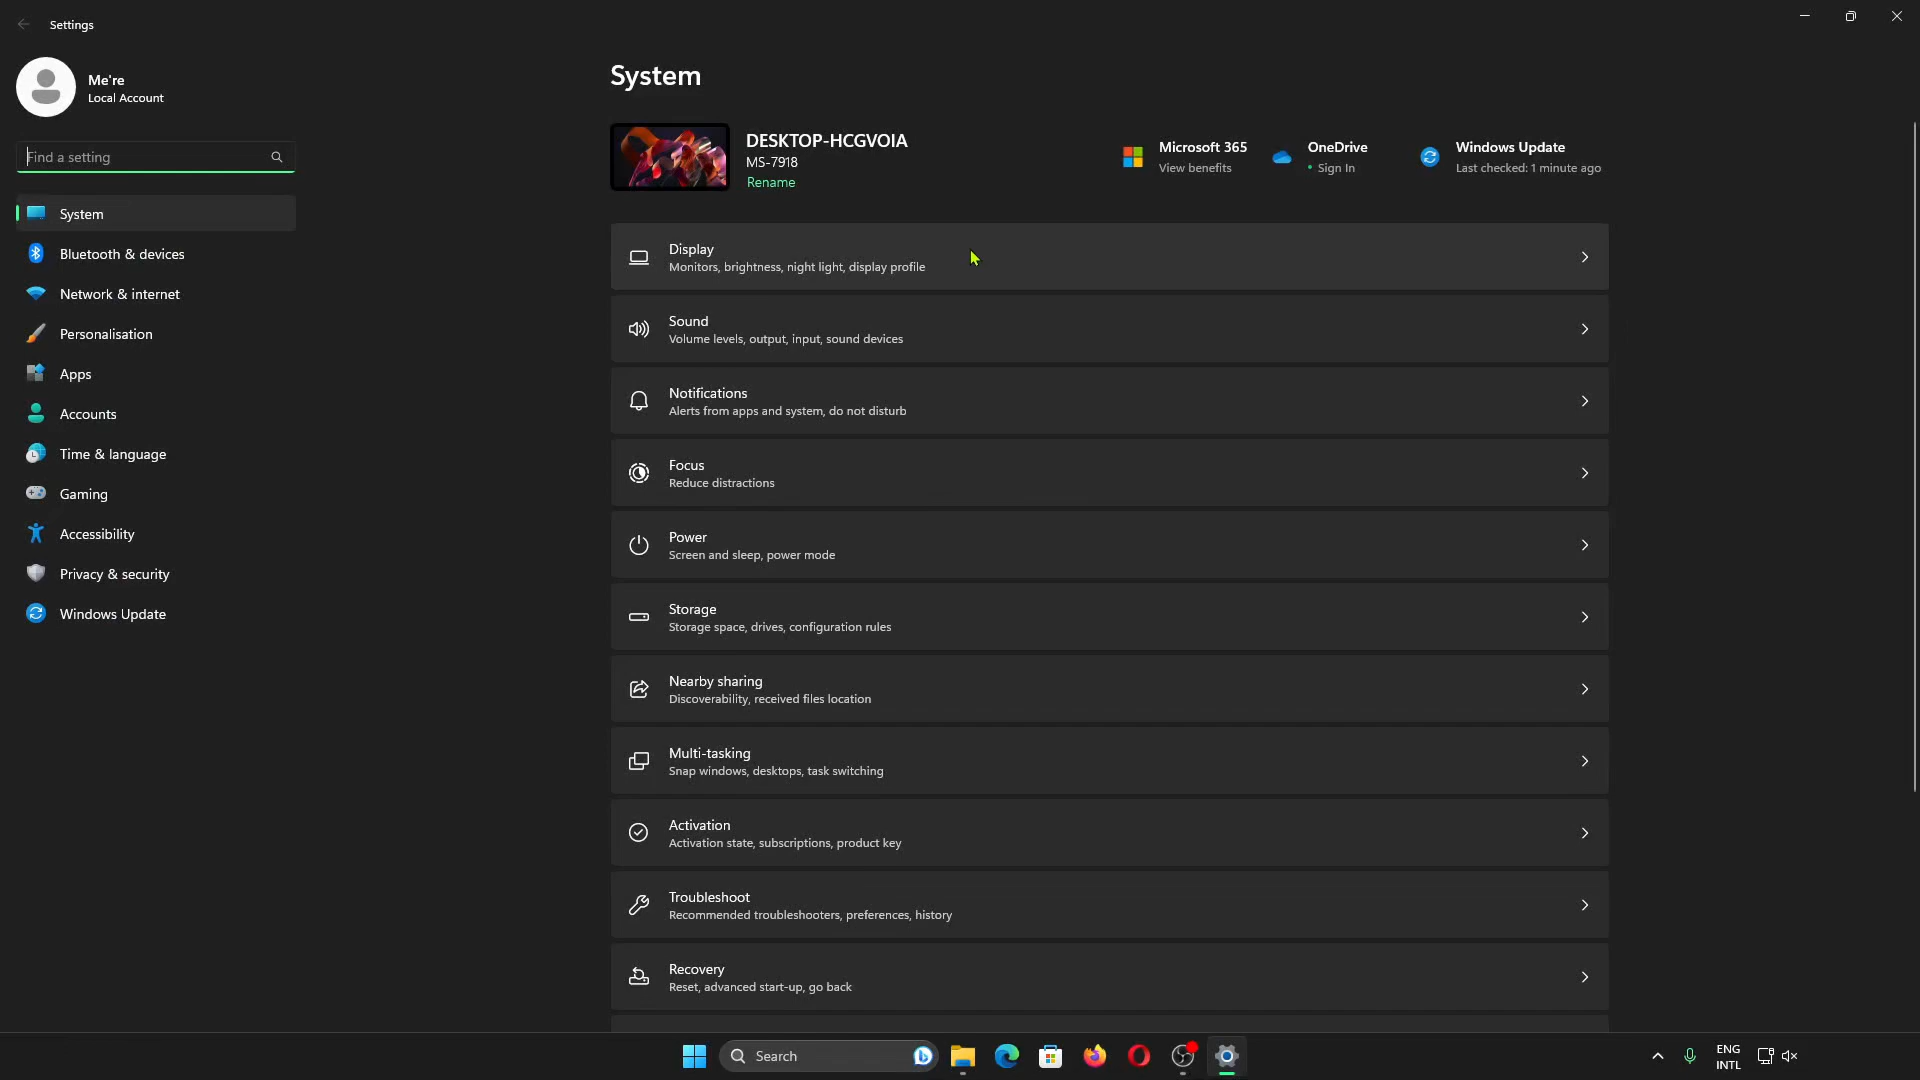 Settings
Me're
Local Account
Find a setting
System
Bluetooth & devices
Network & internet
Personalisation
Apps
Accounts
Time & language
Gaming
Accessibility
Privacy & security
Windows Update
System
DESKTOP-HCGVOIA
MS-7918
Rename
Microsoft 365
View benefits
OneDrive
• Sign In
Windows Update
Last checked: 1 minute ago
Display
Monitors, brightness, night light, display profile
Sound
Volume levels, output, input, sound devices
Notifications
Alerts from apps and system, do not disturb
Focus
Reduce distractions
Power
Screen and sleep, power mode
Storage
Storage space, drives, configuration rules
Nearby sharing
Discoverability, received files location
Multi-tasking
Snap windows, desktops, task switching
Activation
Activation state, subscriptions, product key
Troubleshoot
Recommended troubleshooters, preferences, history
Recovery
Reset, advanced start-up, go back
Search
ENG
INTL